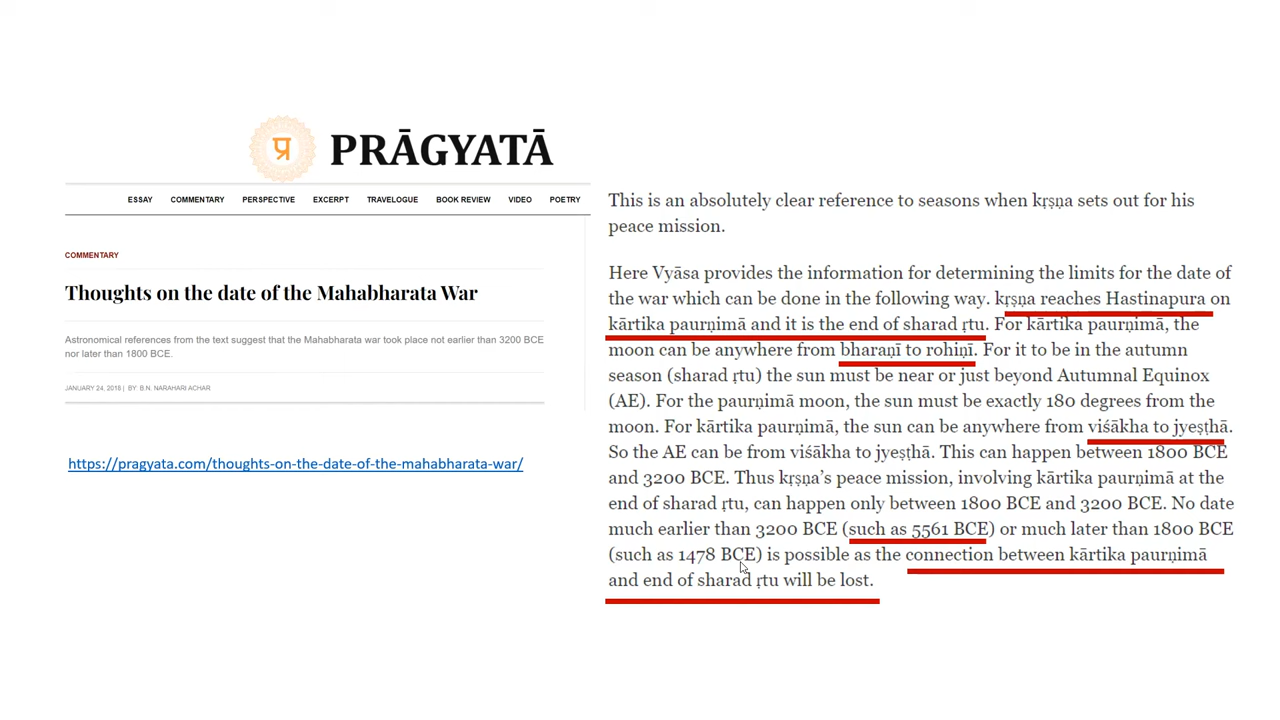 प्र PRĀGYATĀ
ESSAY COMMENTARY PERSPECTIVE EXCERPT TRAVELOGUE BOOK REVIEW VIDEO POETRY
COMMENTARY
Thoughts on the date of the Mahabharata War
Astronomical references from the text suggest that the Mahabharata war took place not earlier than 3200 BCE
nor later than 1800 BCE.
JANUARY 24, 2018 | BY: B.N. NARAHARI ACHAR
https://pragyata.com/thoughts-on-the-date-of-the-mahabharata-war/
This is an absolutely clear reference to seasons when kṛṣṇa sets out for his
peace mission.
Here Vyāsa provides the information for determining the limits for the date of
the war which can be done in the following way. kṛṣṇa reaches Hastinapura on
kārtika paurṇimā and it is the end of sharad ṛtu. For kārtika paurṇimā, the
moon can be anywhere from bharaṇī to rohiṇī. For it to be in the autumn
season (sharad ṛtu) the sun must be near or just beyond Autumnal Equinox
(AE). For the paurṇimā moon, the sun must be exactly 180 degrees from the
moon. For kārtika paurṇimā, the sun can be anywhere from viśākha to jyeṣṭhā.
So the AE can be from viśākha to jyeṣṭhā. This can happen between 1800 BCE
and 3200 BCE. Thus kṛṣṇa’s peace mission, involving kārtika paurṇimā at the
end of sharad ṛtu, can happen only between 1800 BCE and 3200 BCE. No date
much earlier than 3200 BCE (such as 5561 BCE) or much later than 1800 BCE
(such as 1478 BCE) is possible as the connection between kārtika paurṇimā
and end of sharad ṛtu will be lost.